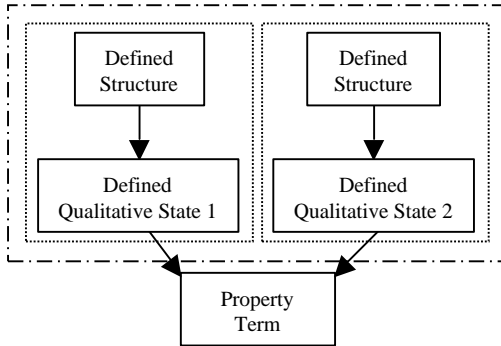 Defined
Structure
Defined
Qualitative State 1
Defined
Structure
Defined
Qualitative State 2
Property
Term